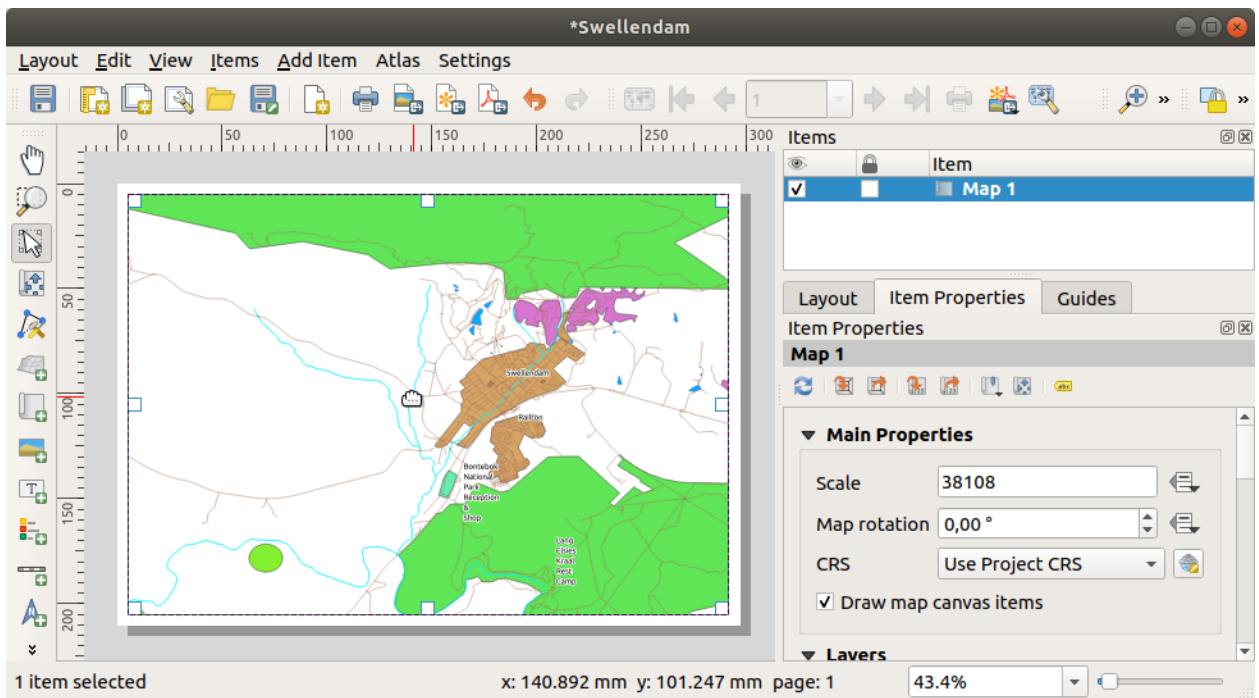 *Swellendam
Layout Edit View Items Add Item Atlas Settings
1 » »
0 50 100 150 200 250 300
0
50
100
150
200
Swellendam
Railton
Bontebok
National
Park
Reception
&
Shop
Lang
Elsies
Kraal
Rest
Camp
Items
Item
Map 1
Layout Item Properties Guides
Item Properties
Map 1
abc
Main Properties
Scale 38108
Map rotation 0,00 °
CRS Use Project CRS
Draw map canvas items
Layers
1 item selected x: 140.892 mm y: 101.247 mm page: 1 43.4%